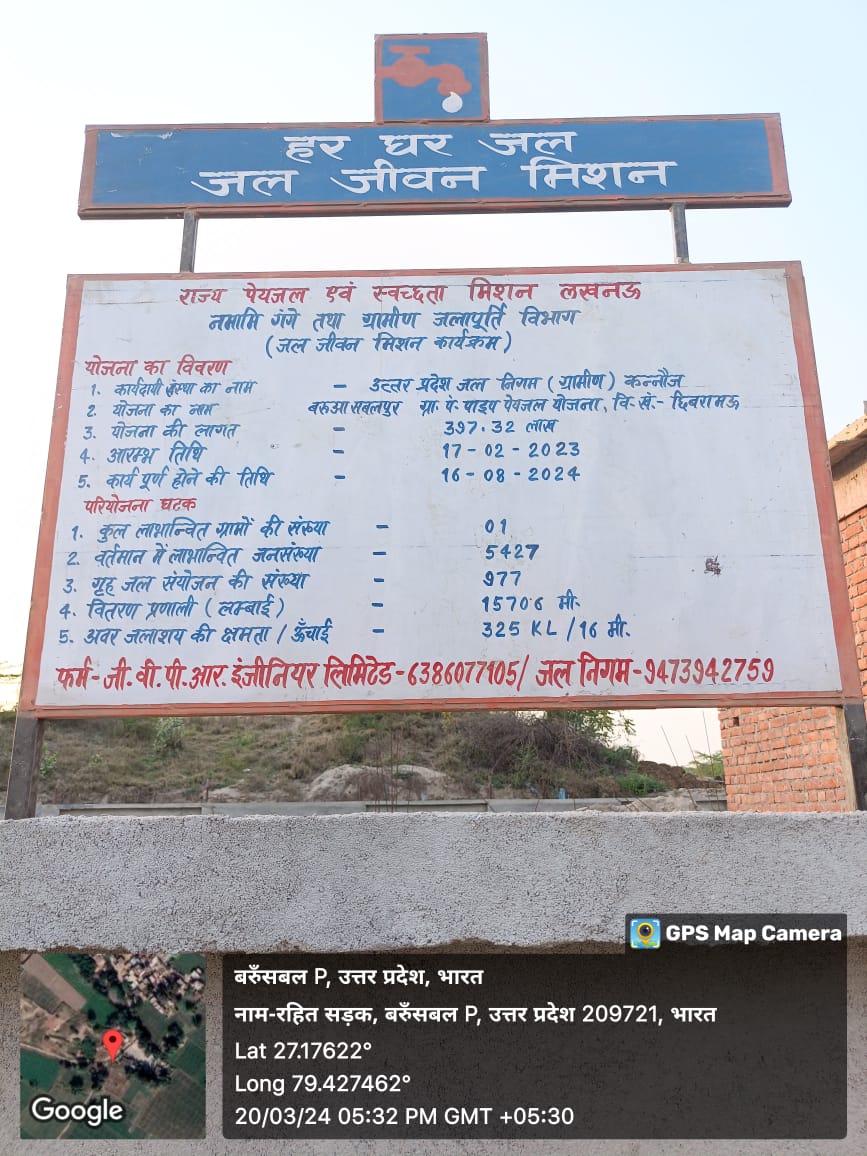 हर घर जल
जल जीवन मिशन
राज्य पेयजल एवं स्वच्छता मिशन लखनऊ
नमामि गंगे तथा ग्रामीण जलापूर्ति विभाग
(जल जीवन मिशन कार्यक्रम)
योजना का विवरण
1. कार्यदायी संस्था का नाम - उत्तर प्रदेश जल निगम (ग्रामीण) कन्नौज
2. योजना का नाम बरुआ सबलपुर ग्रा. पं. पाइप पेयजल योजना, वि. खं.- छिबरामऊ
3. योजना की लागत - 397.32 लाख
4. आरम्भ तिथि - 17-02-2023
5. कार्य पूर्ण होने की तिथि - 16-08-2024
परियोजना घटक
1. कुल लाभान्वित ग्रामों की संख्या - 01
2. वर्तमान में लाभान्वित जनसंख्या - 5427
3. गृह जल संयोजन की संख्या - 977
4. वितरण प्रणाली (लम्बाई) - 15706 मी.
5. अवर जलाशय की क्षमता / ऊँचाई - 325 KL / 16 मी.
फर्म-जी.वी.पी.आर. इंजीनियर लिमिटेड-6386077105/ जल निगम-9473942759
GPS Map Camera
बरुँसबल P, उत्तर प्रदेश, भारत
नाम-रहित सड़क, बरुँसबल P, उत्तर प्रदेश 209721, भारत
Lat 27.17622°
Long 79.427462°
20/03/24 05:32 PM GMT +05:30
Google